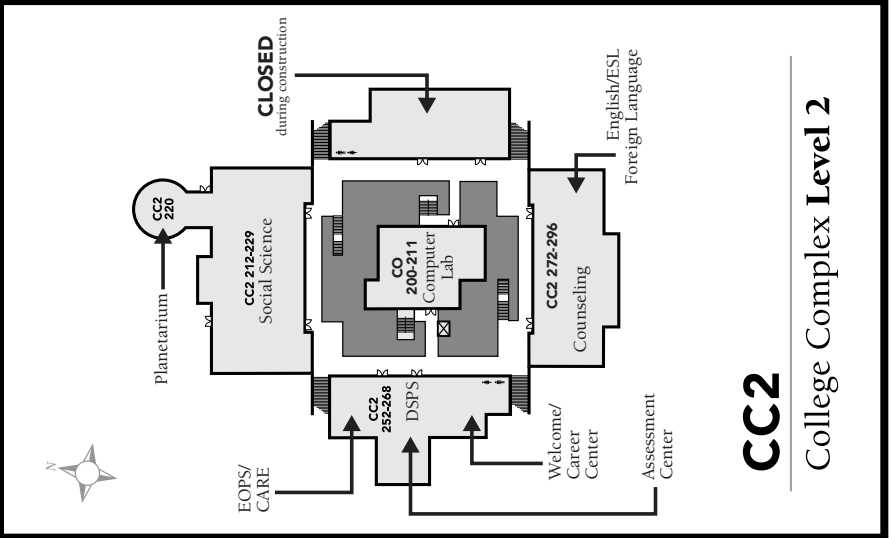 CC2
College Complex Level 2
CLOSED
during construction
English/ESL
Foreign Language
CC2
220
Planetarium
CC2 212-229
Social Science
CO
200-211
Computer
Lab
CC2 272-296
Counseling
CC2
252-268
DSPS
EOPS/
CARE
Welcome/
Career
Center
Assessment
Center
N